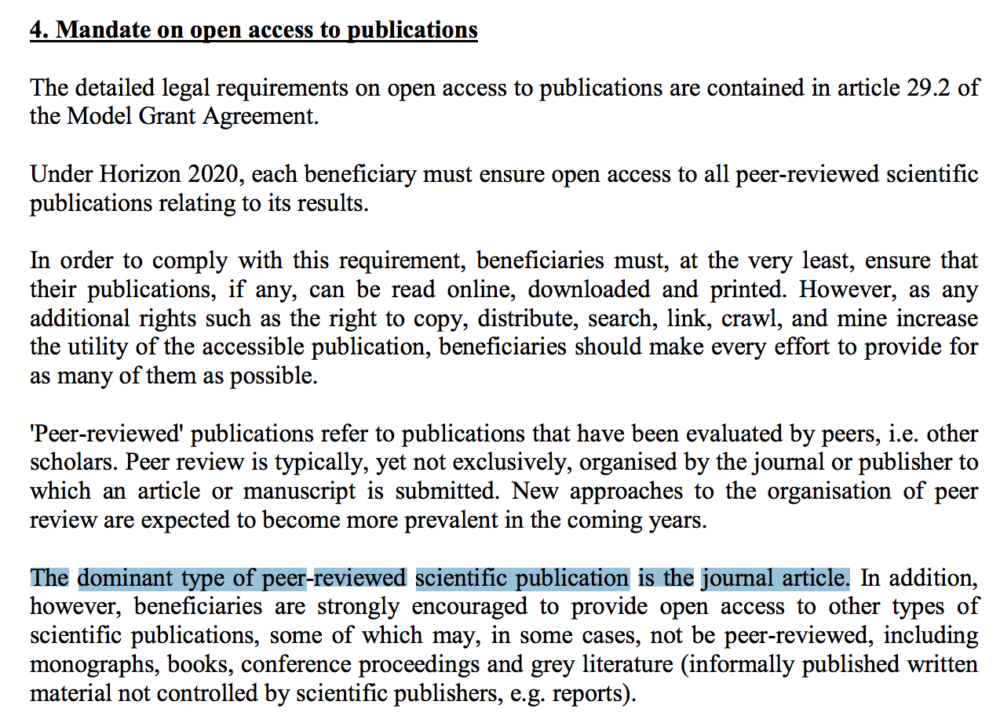 4. Mandate on open access to publications
The detailed legal requirements on open access to publications are contained in article 29.2 of
the Model Grant Agreement.
Under Horizon 2020, each beneficiary must ensure open access to all peer-reviewed scientific
publications relating to its results.
In order to comply with this requirement, beneficiaries must, at the very least, ensure that
their publications, if any, can be read online, downloaded and printed. However, as any
additional rights such as the right to copy, distribute, search, link, crawl, and mine increase
the utility of the accessible publication, beneficiaries should make every effort to provide for
as many of them as possible.
'Peer-reviewed' publications refer to publications that have been evaluated by peers, i.e. other
scholars. Peer review is typically, yet not exclusively, organised by the journal or publisher to
which an article or manuscript is submitted. New approaches to the organisation of peer
review are expected to become more prevalent in the coming years.
The dominant type of peer-reviewed scientific publication is the journal article. In addition,
however, beneficiaries are strongly encouraged to provide open access to other types of
scientific publications, some of which may, in some cases, not be peer-reviewed, including
monographs, books, conference proceedings and grey literature (informally published written
material not controlled by scientific publishers, e.g. reports).